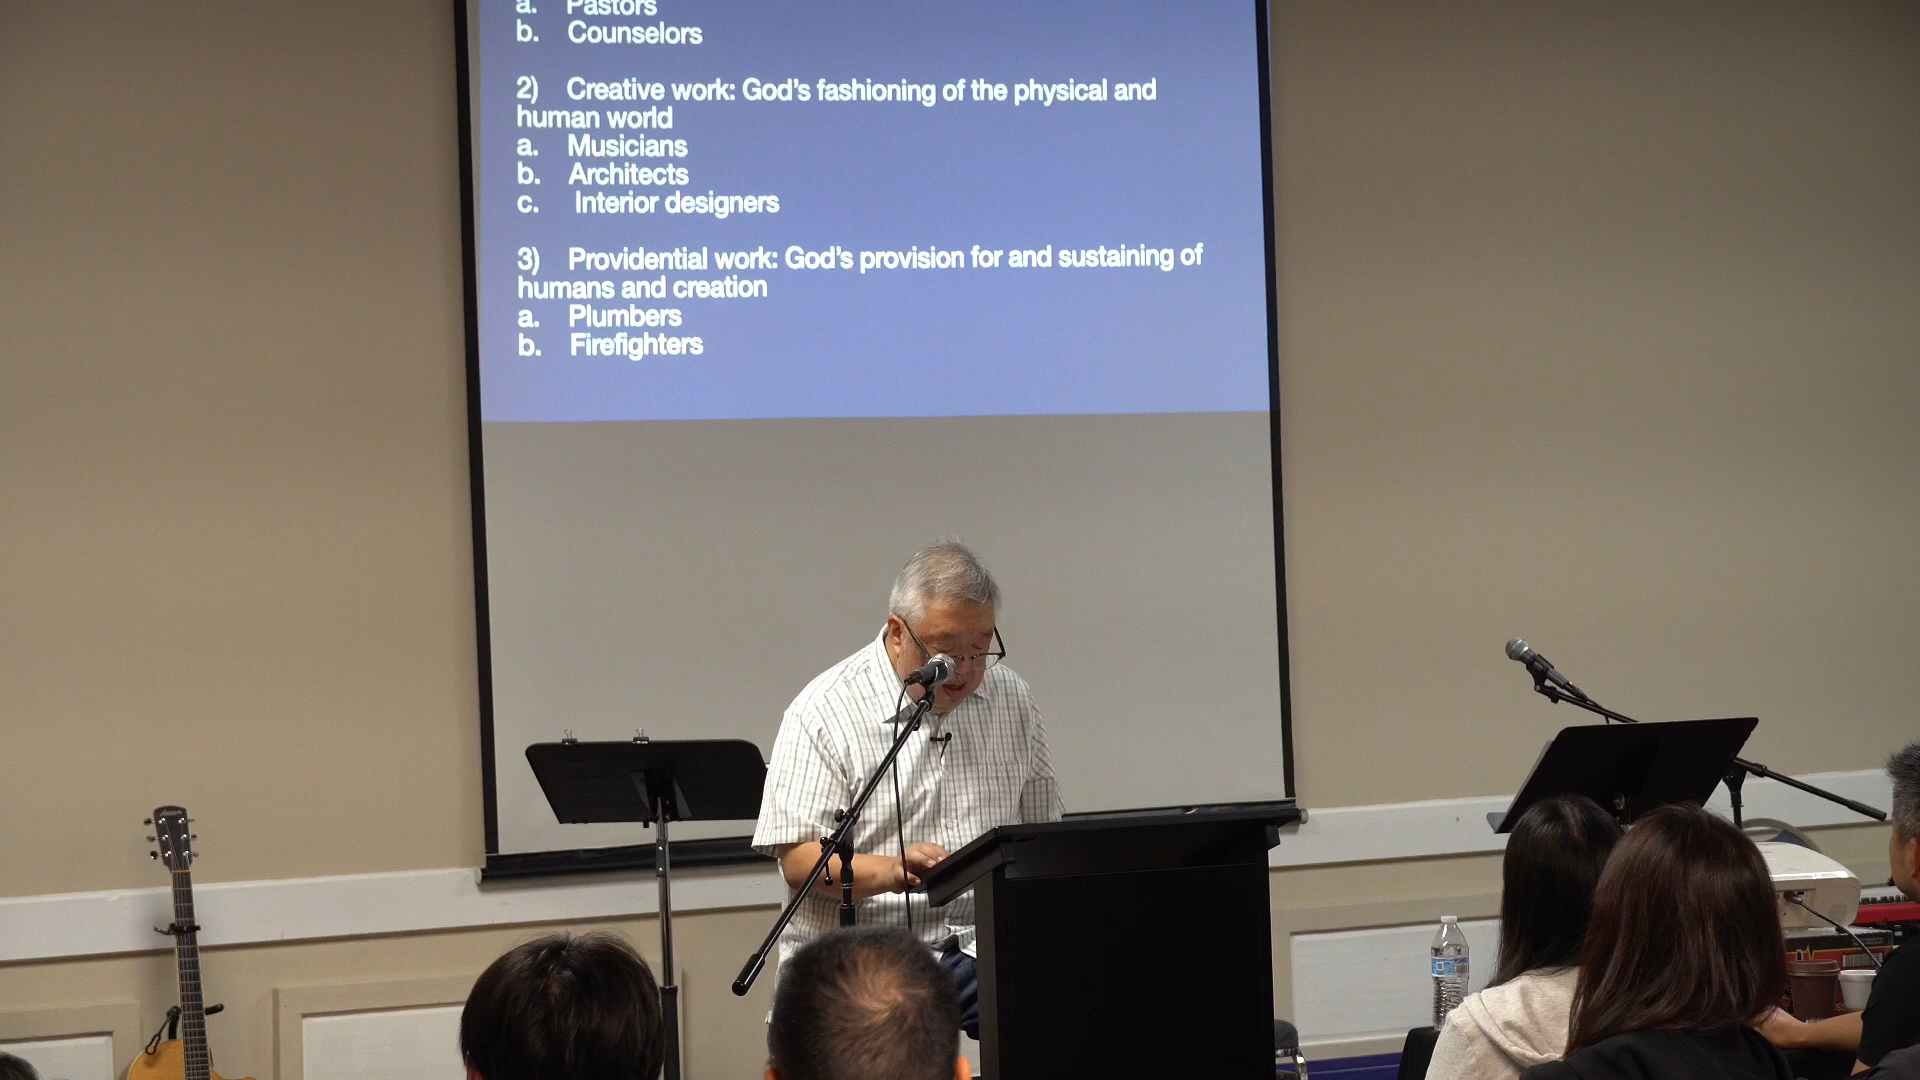 a. Pastors
b. Counselors
2) Creative work: God's fashioning of the physical and
human world
a. Musicians
b. Architects
c. Interior designers
3) Providential work: God's provision for and sustaining of
humans and creation
a. Plumbers
b. Firefighters